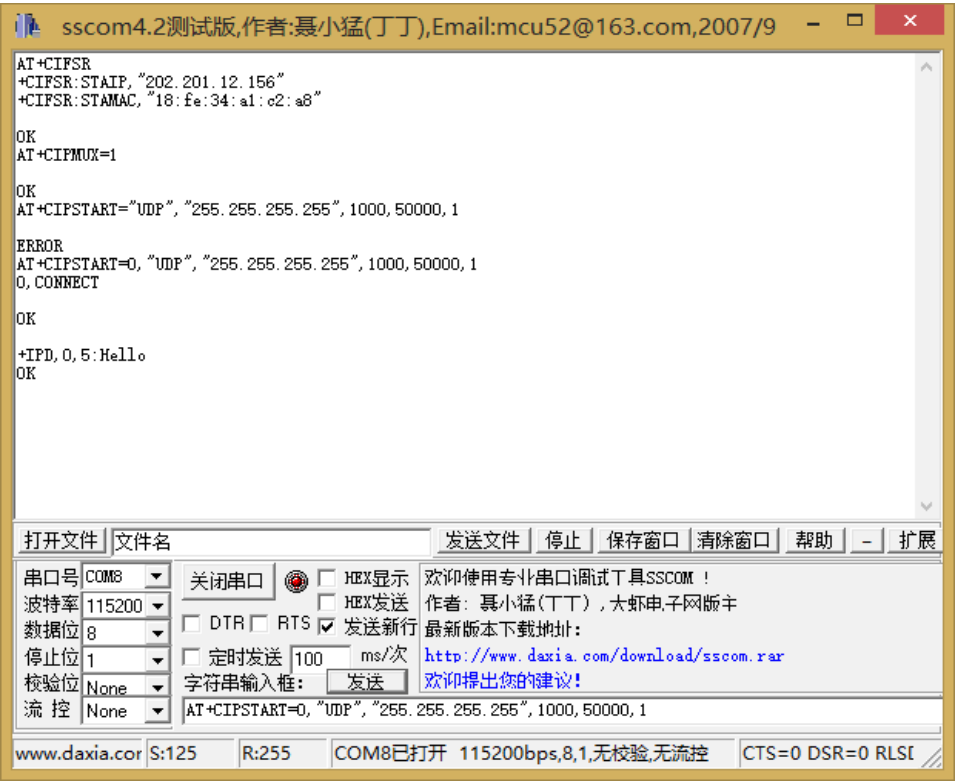 sscom4.2测试版,作者:聂小猛(丁丁),Email:mcu52@163.com,2007/9
AT+CIFSR
+CIFSR:STAIP,"202.201.12.156"
+CIFSR:STAMAC,"18:fe:34:a1:c2:a8"
OK
AT+CIPMUX=1
OK
AT+CIPSTART="UDP","255.255.255.255",1000,50000,1
ERROR
AT+CIPSTART=0,"UDP","255.255.255.255",1000,50000,1
0,CONNECT
OK
+IPD,0,5:Hello
OK
打开文件 文件名 发送文件 停止 保存窗口 清除窗口 帮助 – 扩展
串口号 COM8 关闭串口 HEX显示 欢迎使用专业串口调试工具SSCOM !
波特率 115200 HEX发送 作者: 聂小猛(丁丁) ,大虾电子网版主
数据位 8 DTR RTS 发送新行 最新版本下载地址:
停止位 1 定时发送 100 ms/次 http://www.daxia.com/download/sscom.rar
校验位 None 字符串输入框: 发送 欢迎提出您的建议!
流 控 None AT+CIPSTART=0,"UDP","255.255.255.255",1000,50000,1
www.daxia.cor S:125 R:255 COM8已打开 115200bps,8,1,无校验,无流控 CTS=0 DSR=0 RLSI